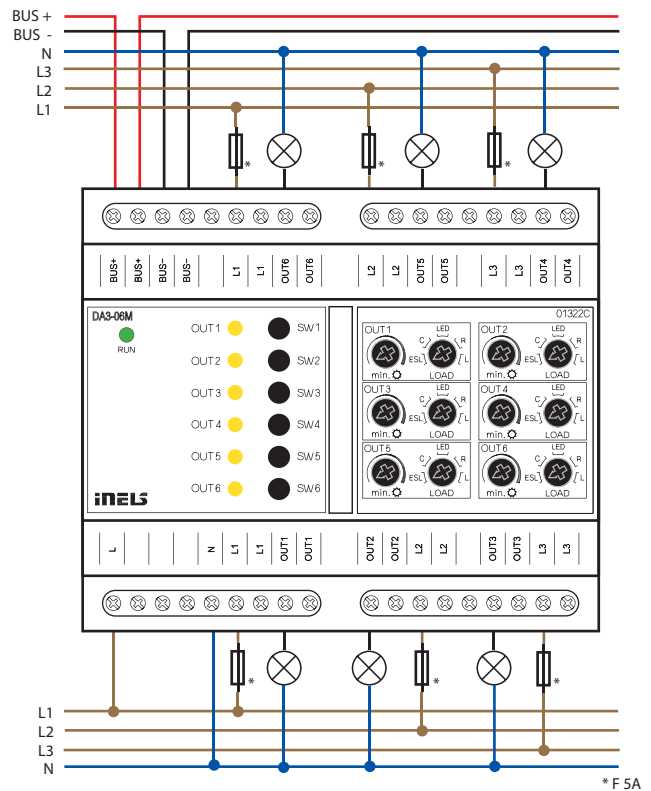 BUS +
BUS -
N
L3
L2
L1
* * *
BUS+ BUS+ BUS- BUS- L1 L1 OUT6 OUT6 L2 L2 OUT5 OUT5 L3 L3 OUT4 OUT4
DA3-06M
RUN
01322C
OUT1 SW1
OUT2 SW2
OUT3 SW3
OUT4 SW4
OUT5 SW5
OUT6 SW6
iNELS
OUT1 LED OUT2 LED
C R C R
ESL L ESL L
min. LOAD min. LOAD
OUT3 LED OUT4 LED
C R C R
ESL L ESL L
min. LOAD min. LOAD
OUT5 LED OUT6 LED
C R C R
ESL L ESL L
min. LOAD min. LOAD
L N L1 L1 OUT1 OUT1 OUT2 OUT2 L2 L2 OUT3 OUT3 L3 L3
* * *
L1
L2
L3
N
* F 5A